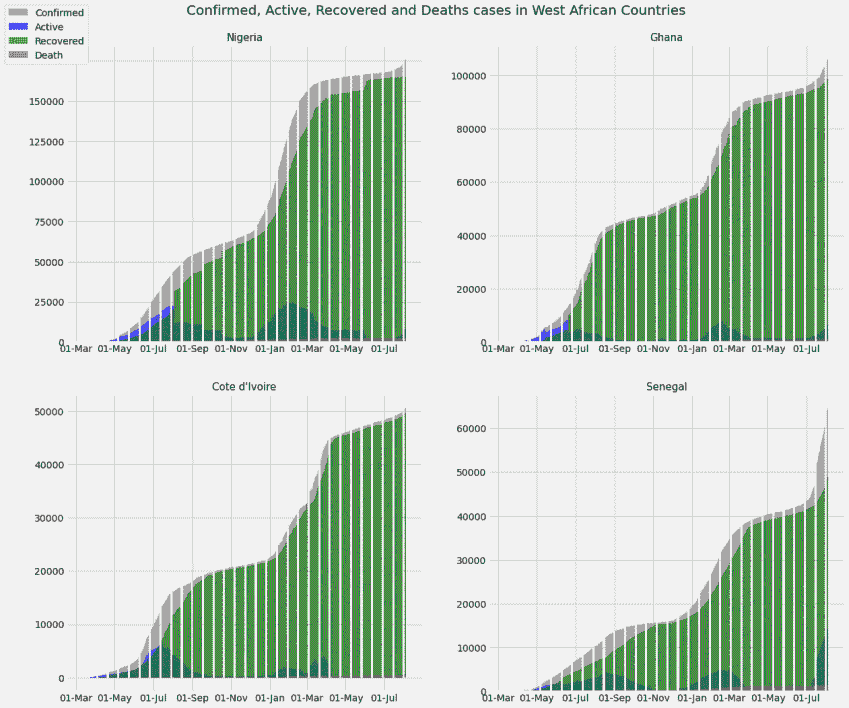 Confirmed, Active, Recovered and Deaths cases in West African Countries
Confirmed
Active
Recovered
Death
Nigeria
150000
125000
100000
75000
50000
25000
0
01-Mar 01-May 01-Jul 01-Sep 01-Nov 01-Jan 01-Mar 01-May 01-Jul
Ghana
100000
80000
60000
40000
20000
0
01-Mar 01-May 01-Jul 01-Sep 01-Nov 01-Jan 01-Mar 01-May 01-Jul
Cote d'Ivoire
50000
40000
30000
20000
10000
0
01-Mar 01-May 01-Jul 01-Sep 01-Nov 01-Jan 01-Mar 01-May 01-Jul
Senegal
60000
50000
40000
30000
20000
10000
0
01-Mar 01-May 01-Jul 01-Sep 01-Nov 01-Jan 01-Mar 01-May 01-Jul